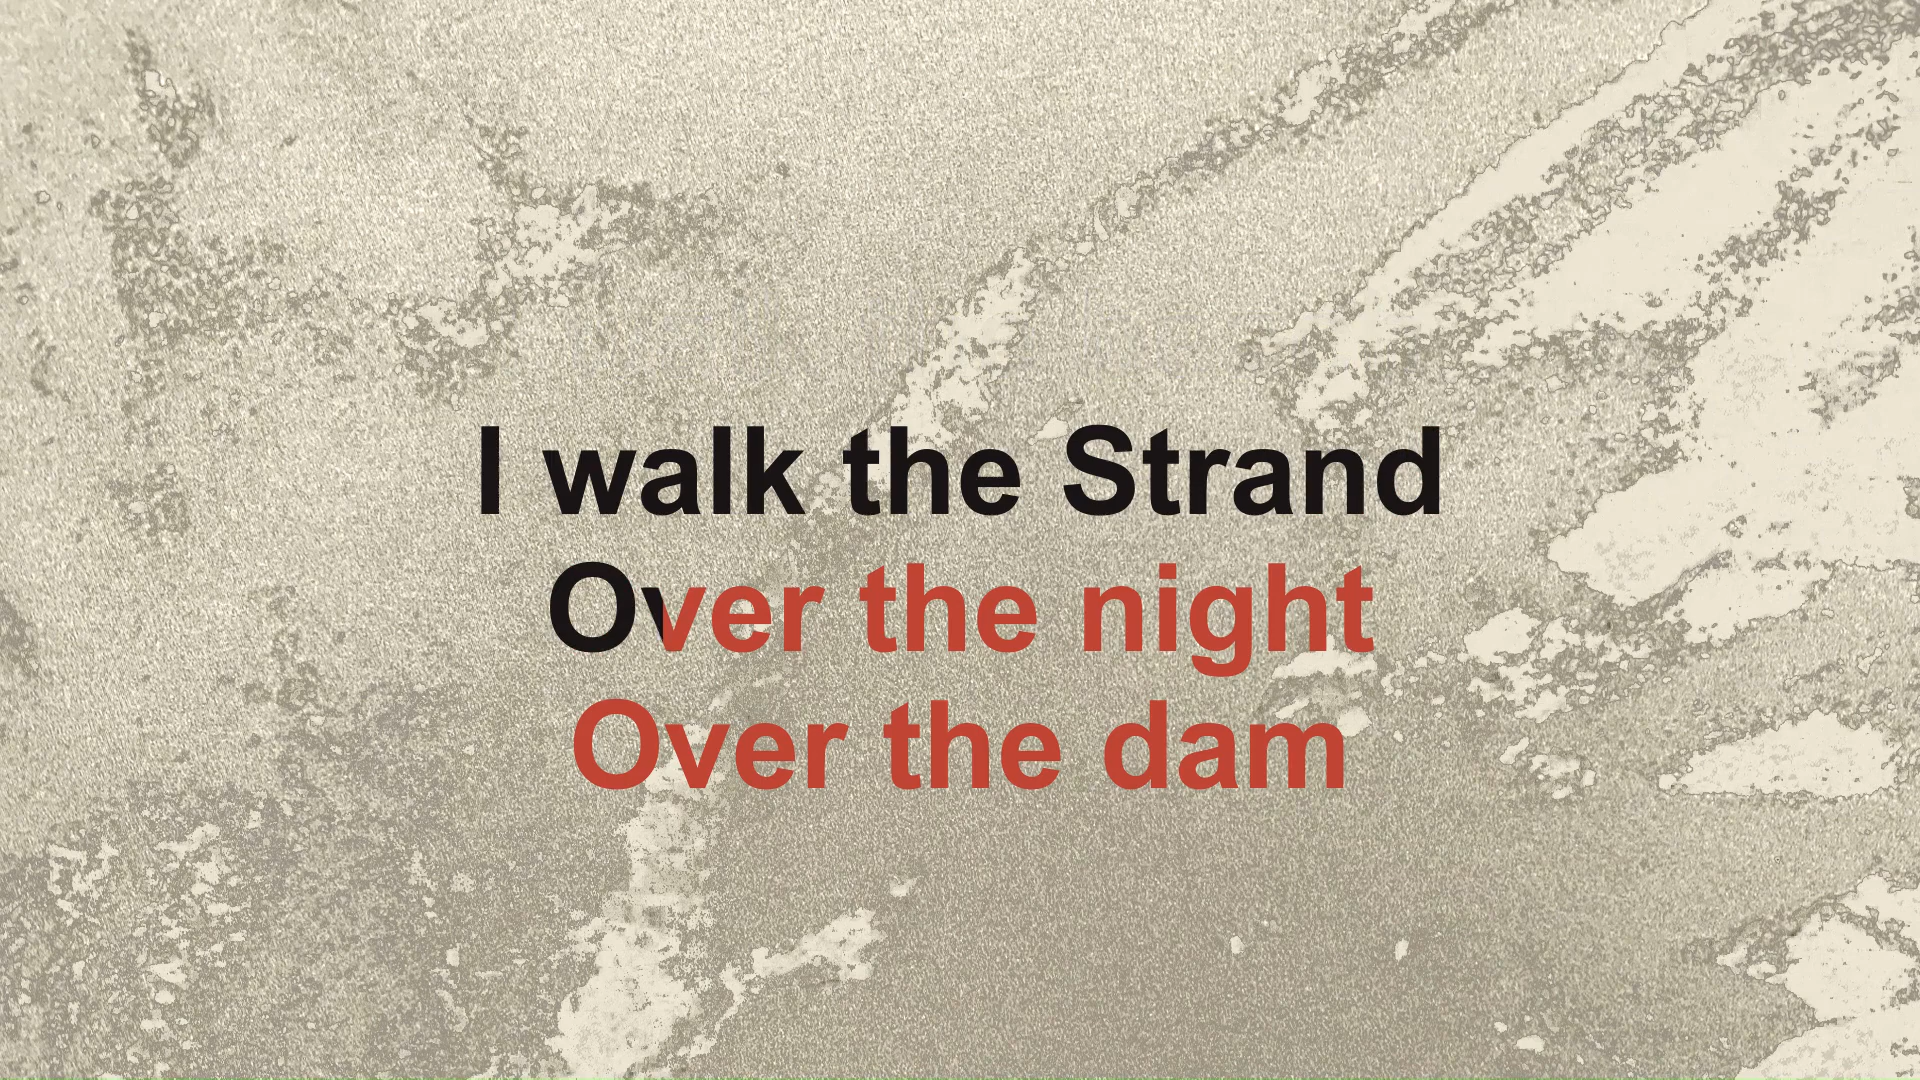 I walk the Strand
Over the night
Over the dam